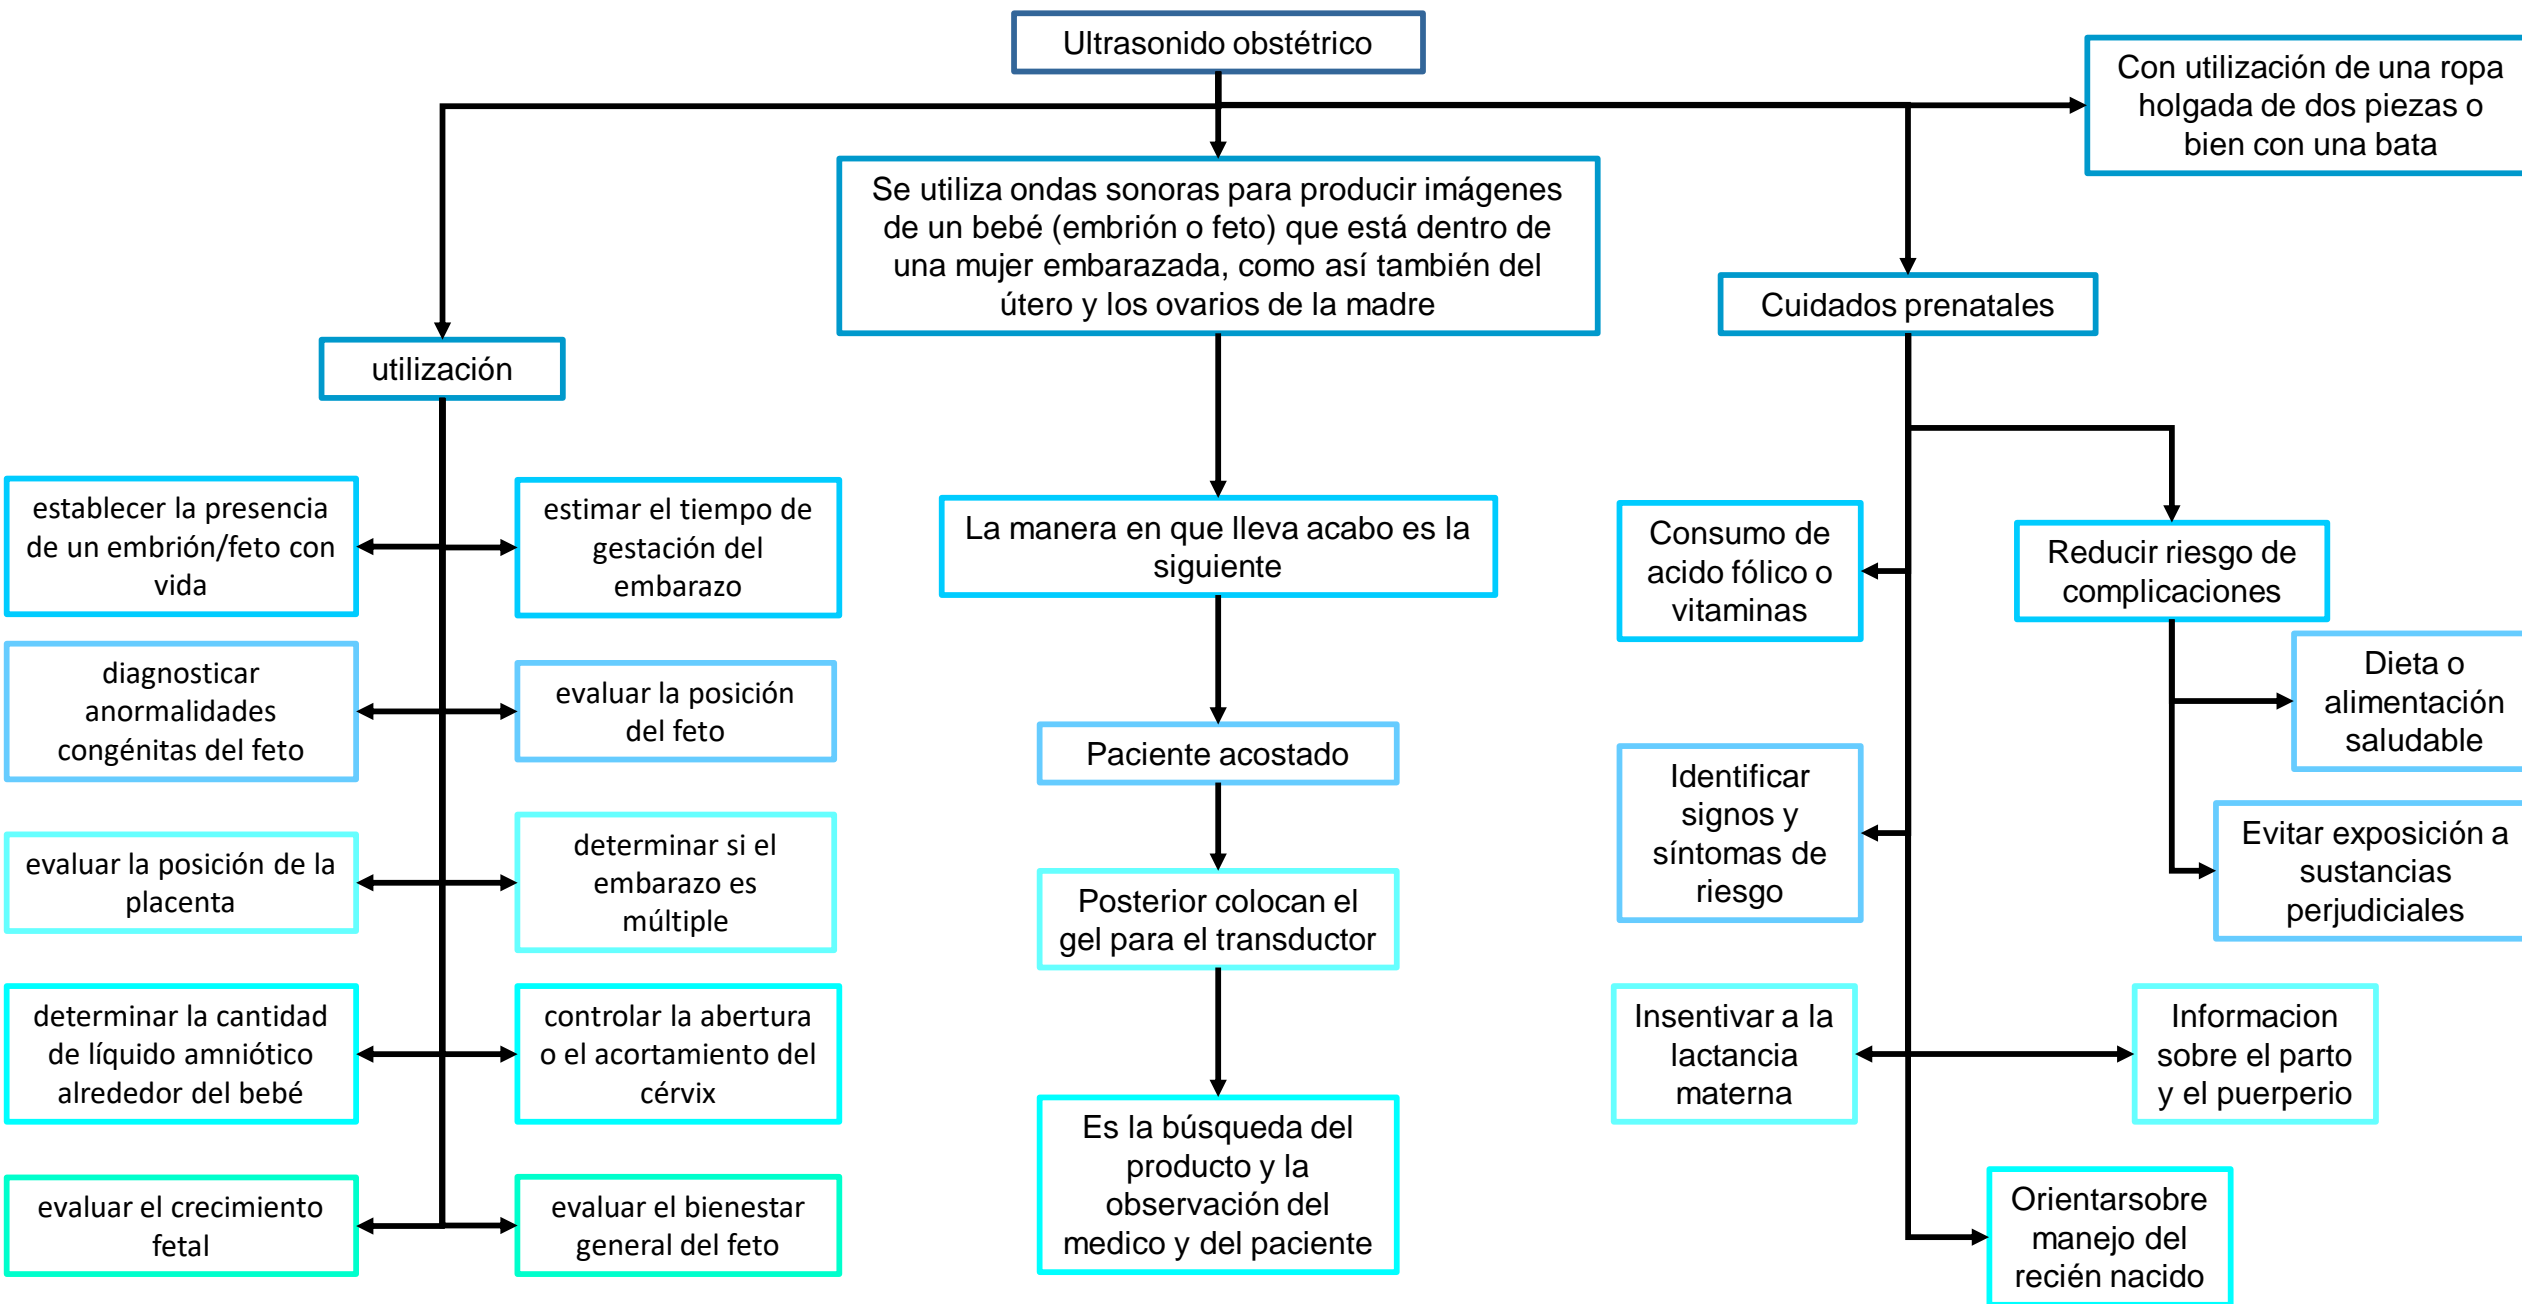 Ultrasonido obstétrico
Con utilización de una ropa
holgada de dos piezas o
bien con una bata
Se utiliza ondas sonoras para producir imágenes
de un bebé (embrión o feto) que está dentro de
una mujer embarazada, como así también del
útero y los ovarios de la madre
Cuidados prenatales
utilización
establecer la presencia
de un embrión/feto con
vida
estimar el tiempo de
gestación del
embarazo
diagnosticar
anormalidades
congénitas del feto
evaluar la posición
del feto
evaluar la posición de la
placenta
determinar si el
embarazo es
múltiple
determinar la cantidad
de líquido amniótico
alrededor del bebé
controlar la abertura
o el acortamiento del
cérvix
evaluar el crecimiento
fetal
evaluar el bienestar
general del feto
La manera en que lleva acabo es la
siguiente
Paciente acostado
Posterior colocan el
gel para el transductor
Es la búsqueda del
producto y la
observación del
medico y del paciente
Consumo de
acido fólico o
vitaminas
Reducir riesgo de
complicaciones
Dieta o
alimentación
saludable
Identificar
signos y
síntomas de
riesgo
Evitar exposición a
sustancias
perjudiciales
Insentivar a la
lactancia
materna
Informacion
sobre el parto
y el puerperio
Orientarsobre
manejo del
recién nacido